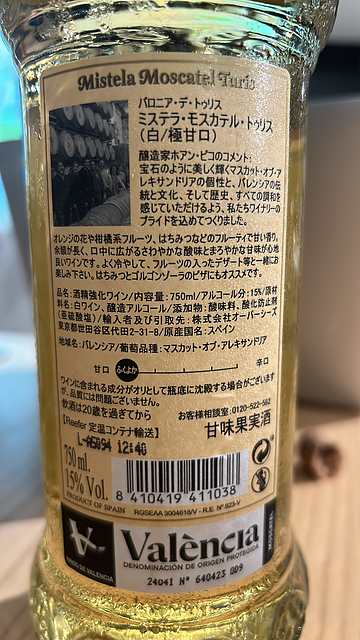 Mistela Moscatel Turis
バロニア・デ・トゥリス
ミステラ・モスカテル・トゥリス
(白/極甘口)
醸造家ホアン・ピコのコメント:
宝石のように美しく輝くマスカット・オブ・ア
レキサンドリアの個性と、バレンシアの伝
統と文化、そして歴史、すべての調和を
感じていただけるよう、私たちワイナリーの
プライドを込めてつくりました。
オレンジの花や柑橘系フルーツ、はちみつなどのフルーティで甘い香り。
余韻が長く、口中に広がるさわやかな酸味とまろやかな甘味が心地
良いワインです。よく冷やして、フルーツの入ったデザート等と一緒にお
楽しみ下さい。はちみつとゴルゴンゾーラのピザにもオススメです。
品名:酒精強化ワイン/内容量:750ml/アルコール分:15%/原材
料名:白ワイン、醸造アルコール/添加物:酸味料、酸化防止剤
(亜硫酸)/輸入者及び引取先:株式会社オーバーシーズ
東京都世田谷区代田2-31-8/原産国名:スペイン
地域名:バレンシア/葡萄品種:マスカット・オブ・アレキサンドリア
甘口 ふくよか 辛口
ワインに含まれる成分がオリとして瓶底に沈殿する場合がございます
が、品質には問題ございません。
飲酒は20歳を過ぎてから お客様相談室:0120-522-582
【Reefer 定温コンテナ輸送】 甘味果実酒
L-05094 12:40
750 ml.
15% Vol.
PRODUCT OF SPAIN
8 410419 411038
RGSEAA 3004618/V - R.E. Nº 823-V
València
DENOMINACIÓN DE ORIGEN PROTEGIDA
MOSCATEL
24041 Nº 640423 009